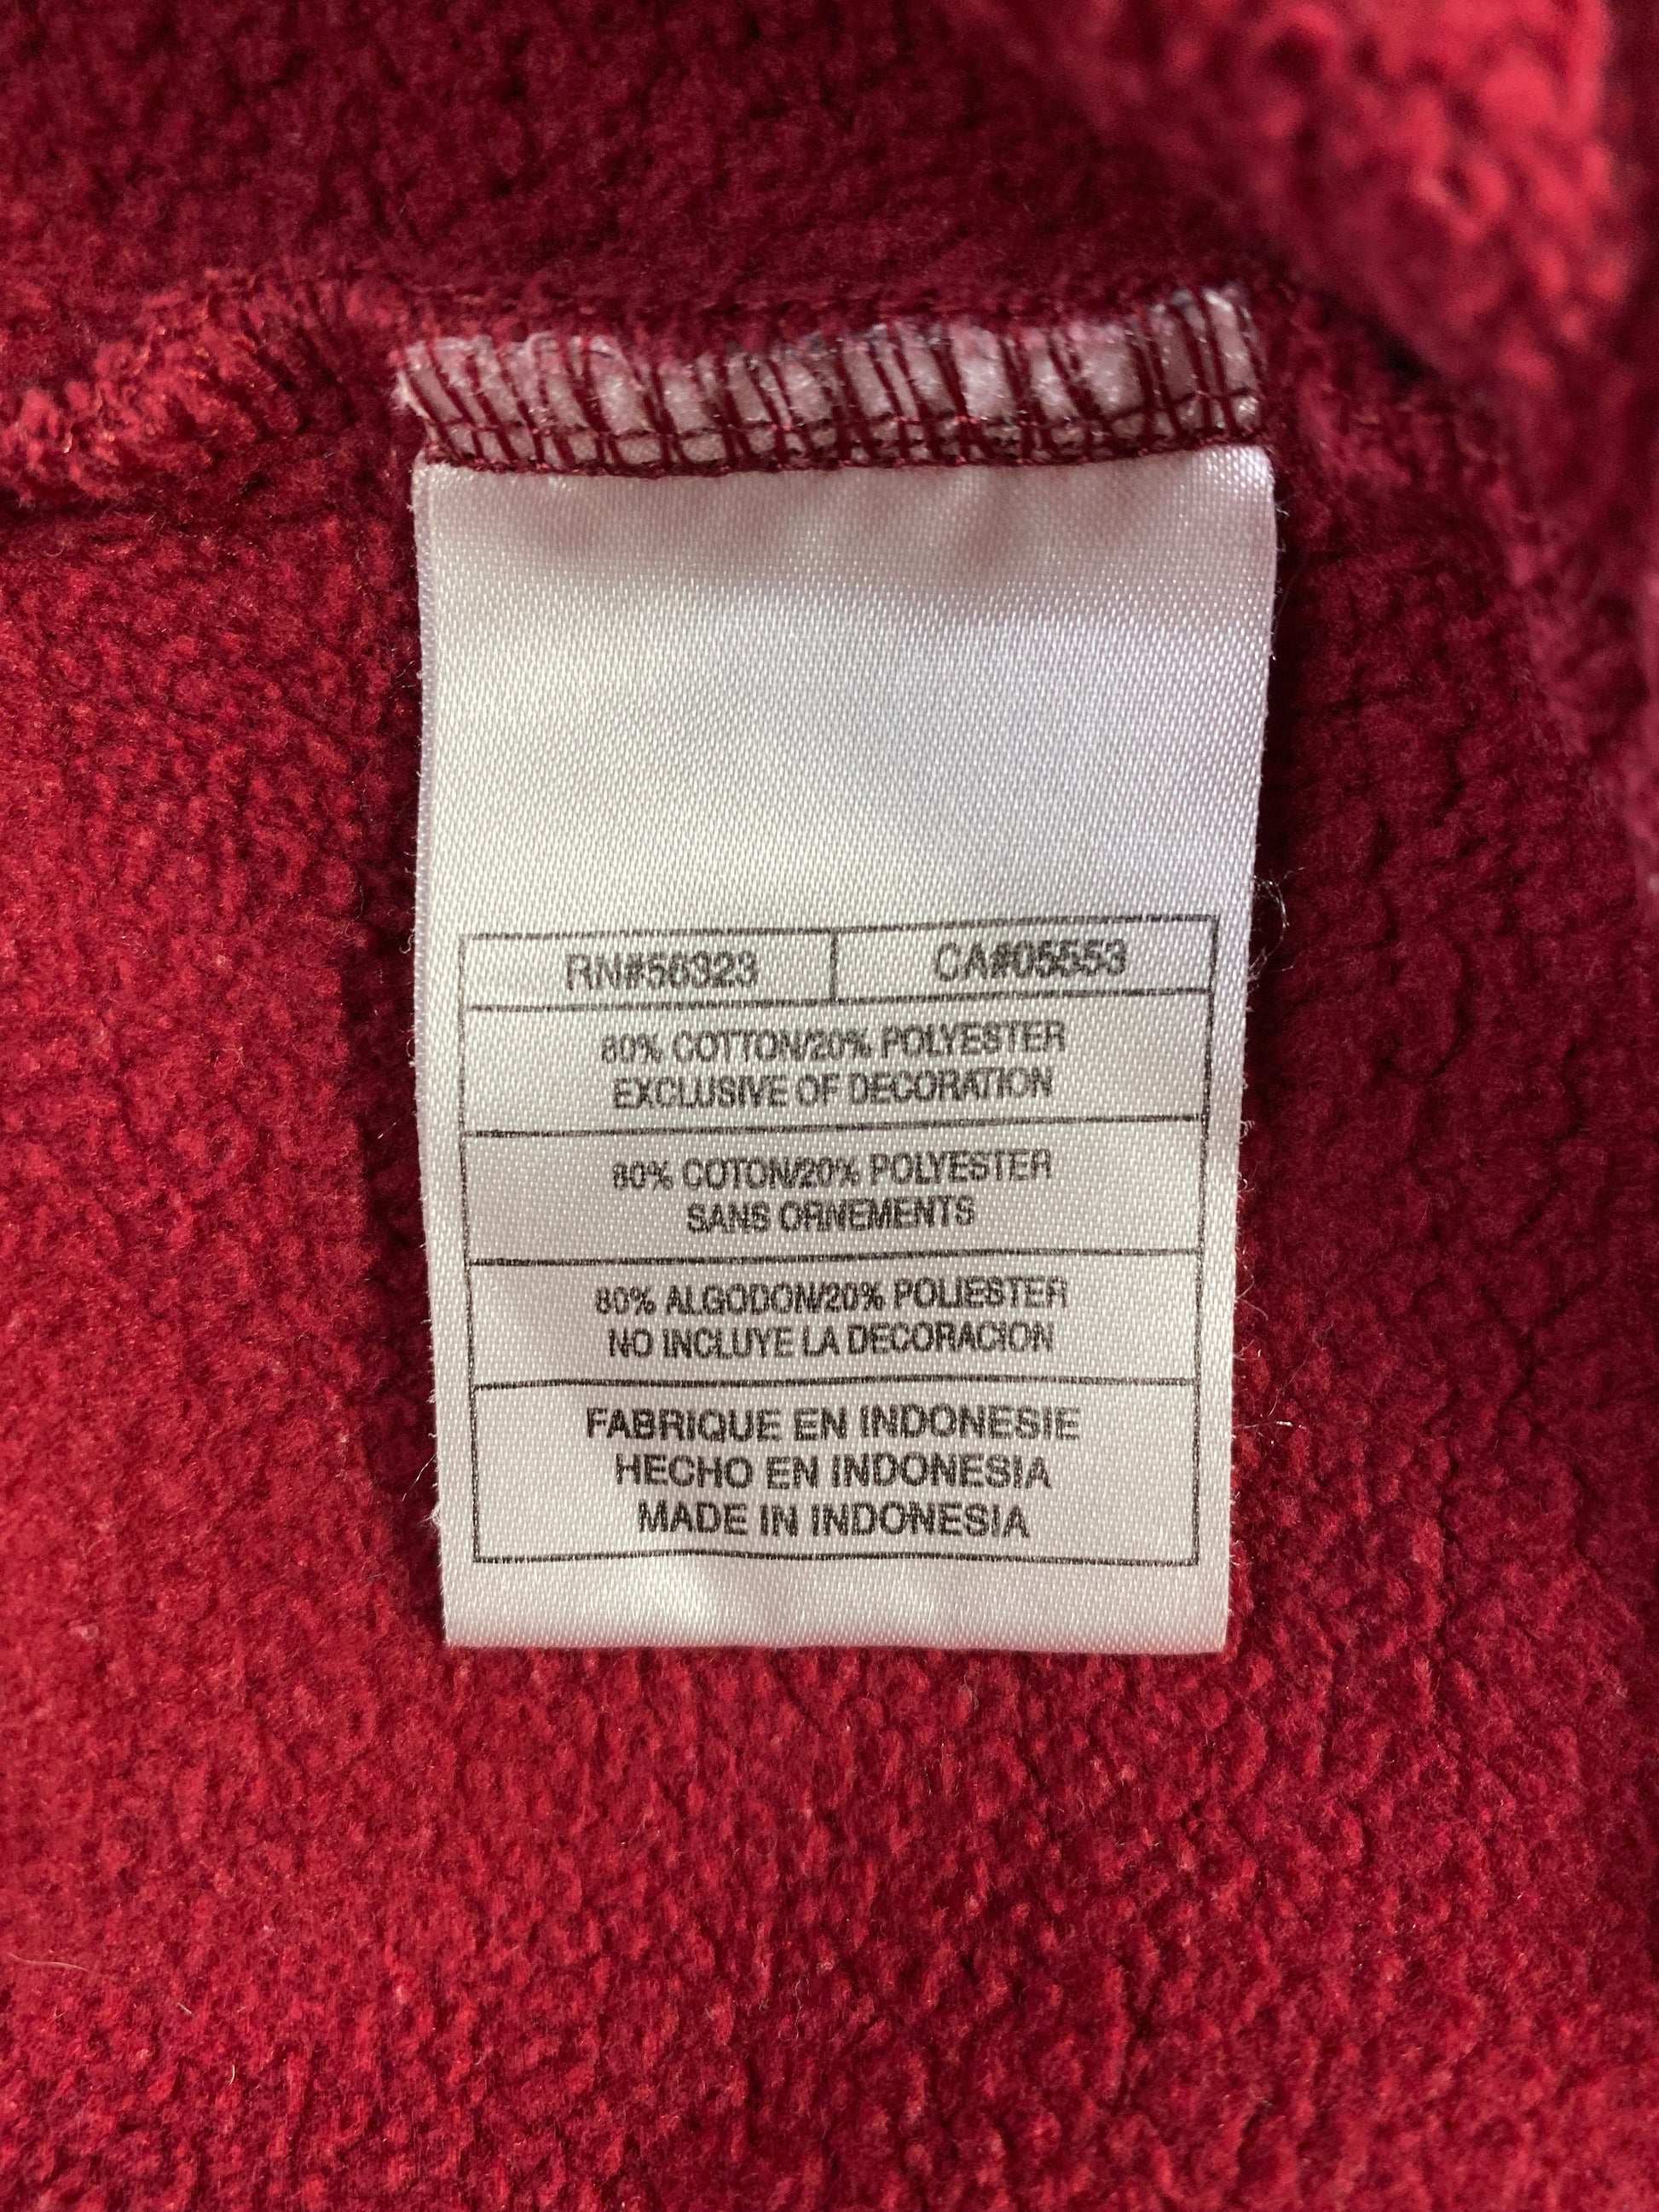 RN#56323 CA#05553
80% COTTON/20% POLYESTER
EXCLUSIVE OF DECORATION
80% COTON/20% POLYESTER
SANS ORNEMENTS
80% ALGODON/20% POLIESTER
NO INCLUYE LA DECORACION
FABRIQUE EN INDONESIE
HECHO EN INDONESIA
MADE IN INDONESIA